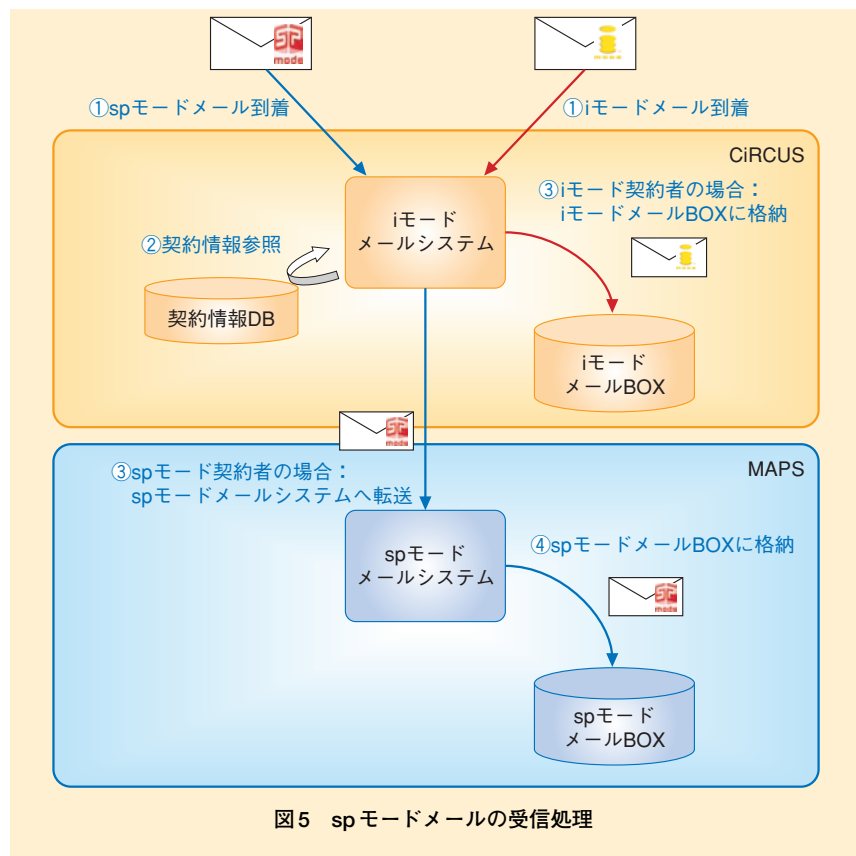 SP
mode
mode
①spモードメール到着
①iモードメール到着
CiRCUS
③iモード契約者の場合：
iモードメールBOXに格納
iモード
メールシステム
②契約情報参照
mode
契約情報DB
iモード
メールBOX
SP
mode
MAPS
③spモード契約者の場合：
spモードメールシステムへ転送
spモード
メールシステム
④spモードメールBOXに格納
SP
mode
spモード
メールBOX
図5 spモードメールの受信処理